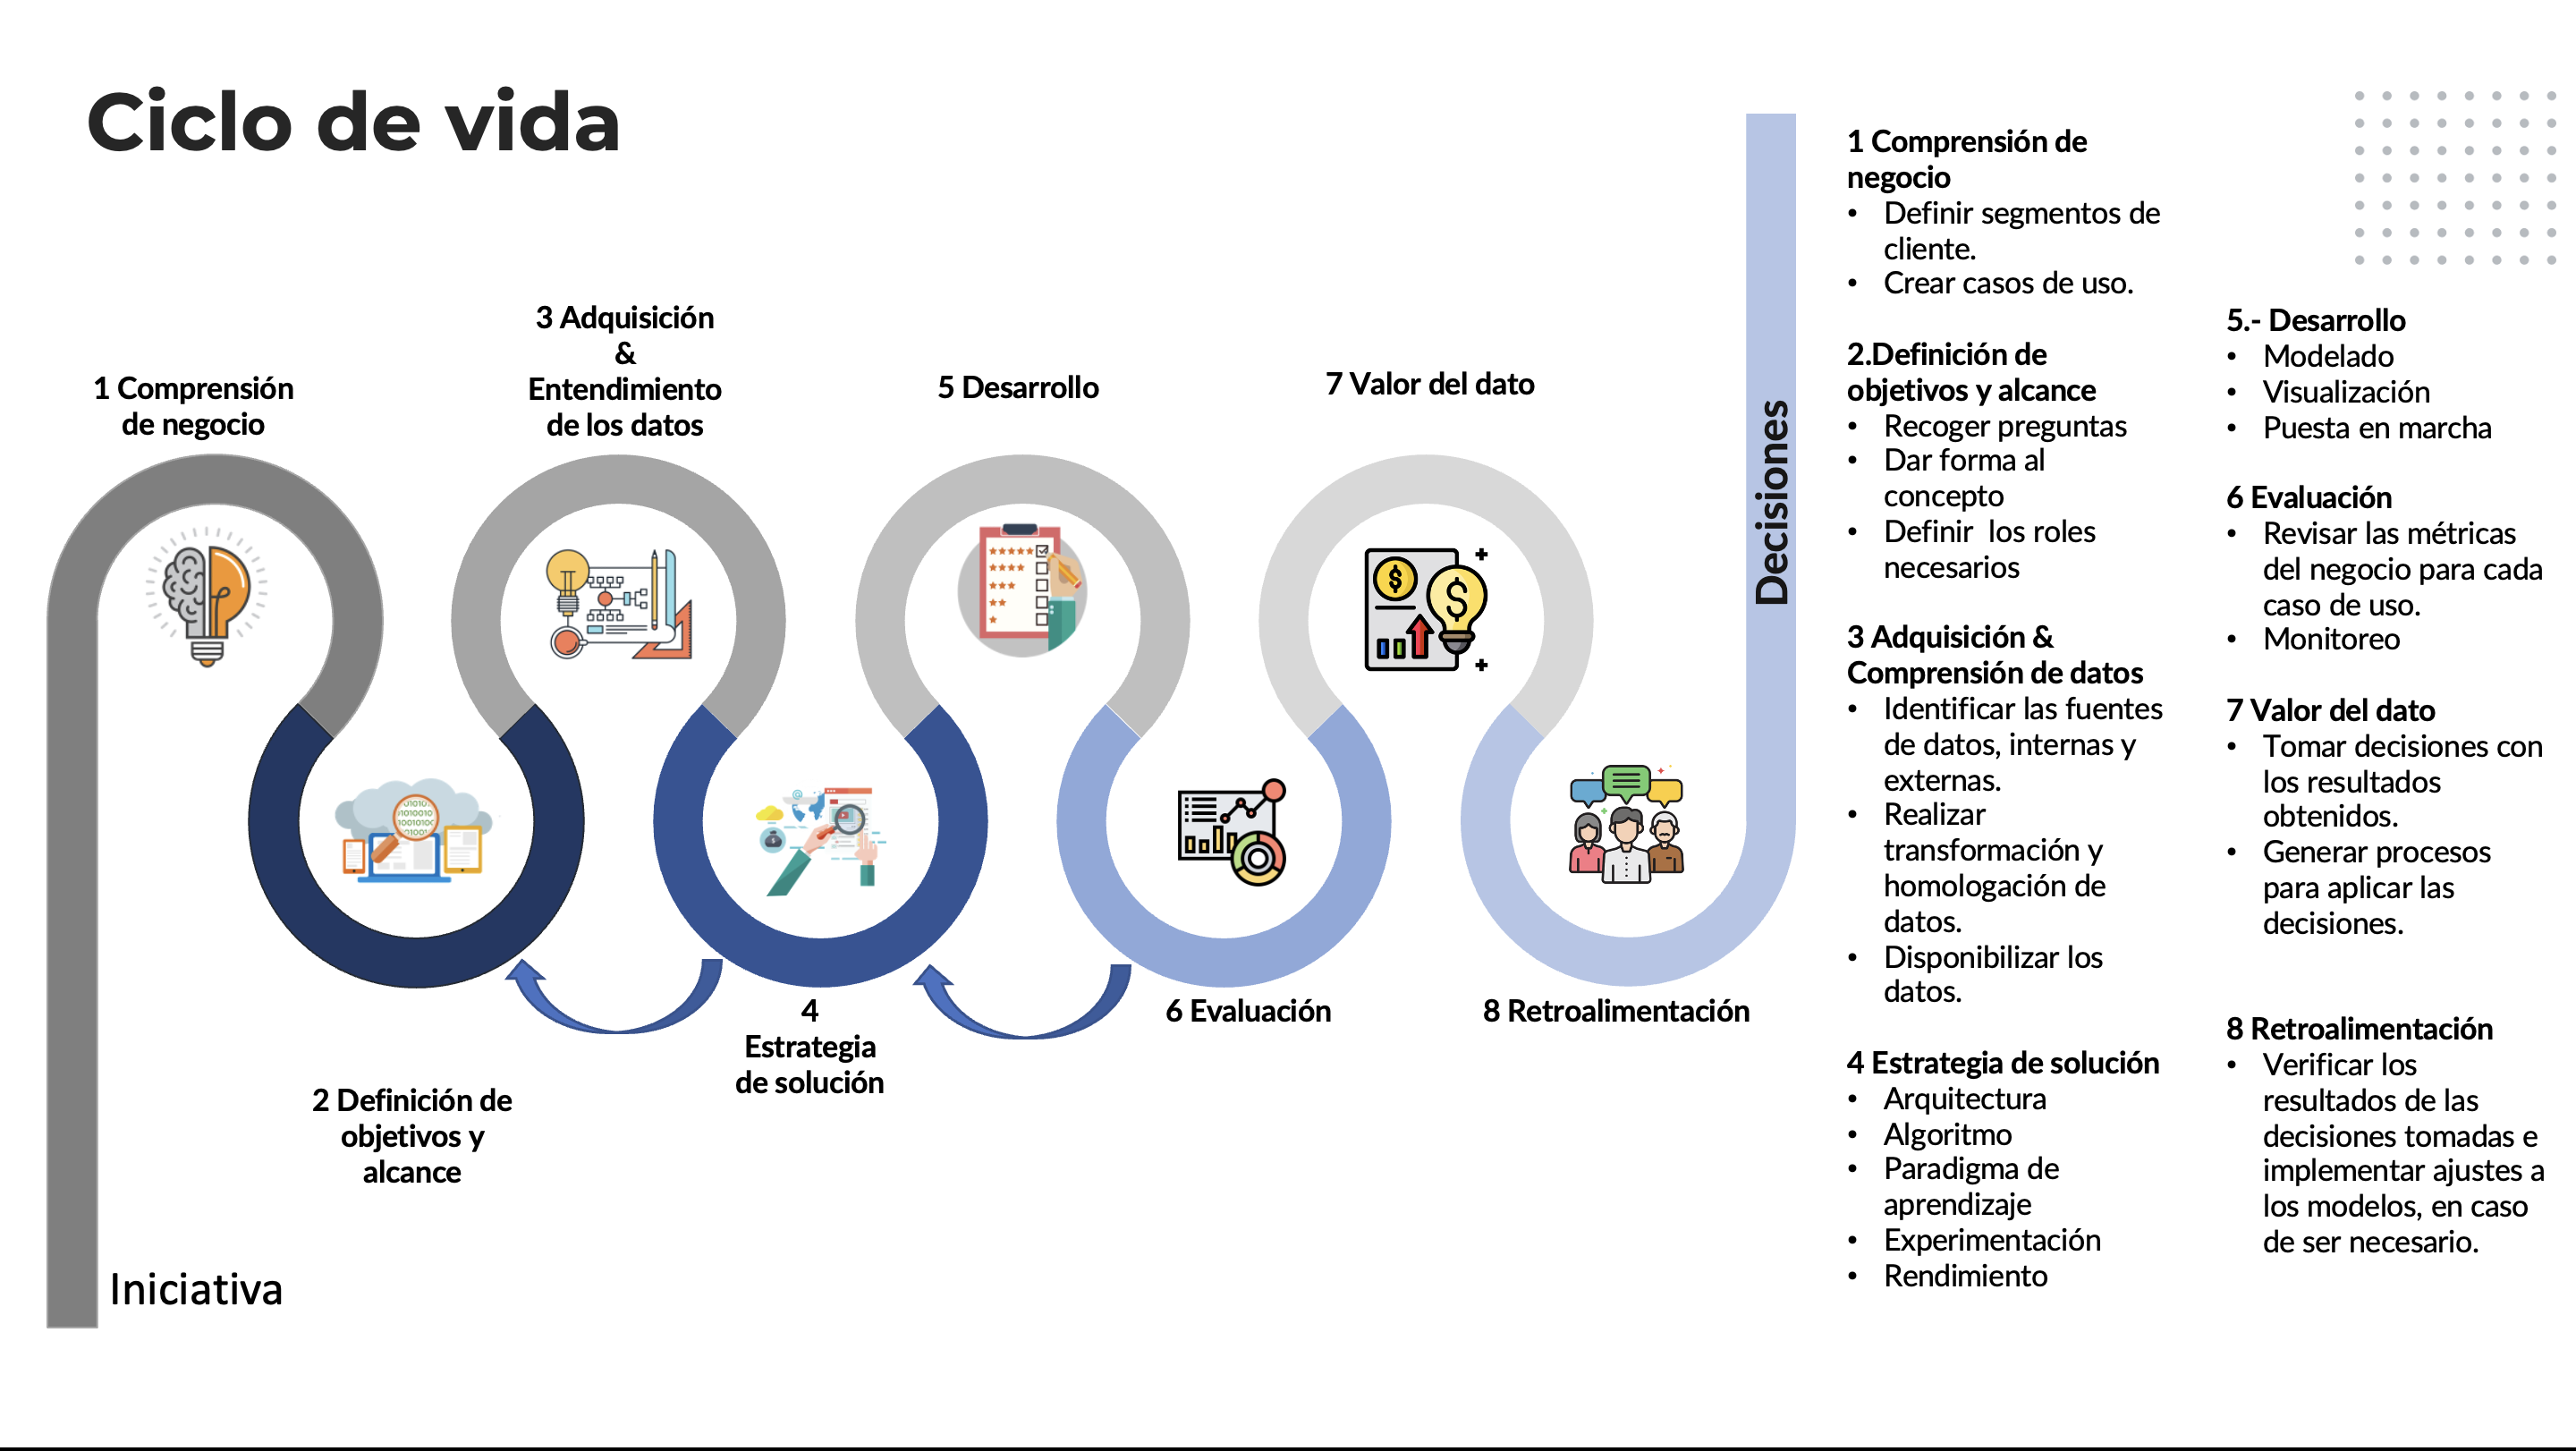 Ciclo de vida
1 Comprensión
de negocio
3 Adquisición
&
Entendimiento
de los datos
5 Desarrollo
7 Valor del dato
2 Definición de
objetivos y
alcance
4
Estrategia
de solución
6 Evaluación
8 Retroalimentación
Iniciativa
Decisiones
1 Comprensión de
negocio
• Definir segmentos de
cliente.
• Crear casos de uso.
2.Definición de
objetivos y alcance
• Recoger preguntas
• Dar forma al
concepto
• Definir  los roles
necesarios
3 Adquisición &
Comprensión de datos
• Identificar las fuentes
de datos, internas y
externas.
• Realizar
transformación y
homologación de
datos.
• Disponibilizar los
datos.
4 Estrategia de solución
• Arquitectura
• Algoritmo
• Paradigma de
aprendizaje
• Experimentación
• Rendimiento
5.- Desarrollo
• Modelado
• Visualización
• Puesta en marcha
6 Evaluación
• Revisar las métricas
del negocio para cada
caso de uso.
• Monitoreo
7 Valor del dato
• Tomar decisiones con
los resultados
obtenidos.
• Generar procesos
para aplicar las
decisiones.
8 Retroalimentación
• Verificar los
resultados de las
decisiones tomadas e
implementar ajustes a
los modelos, en caso
de ser necesario.